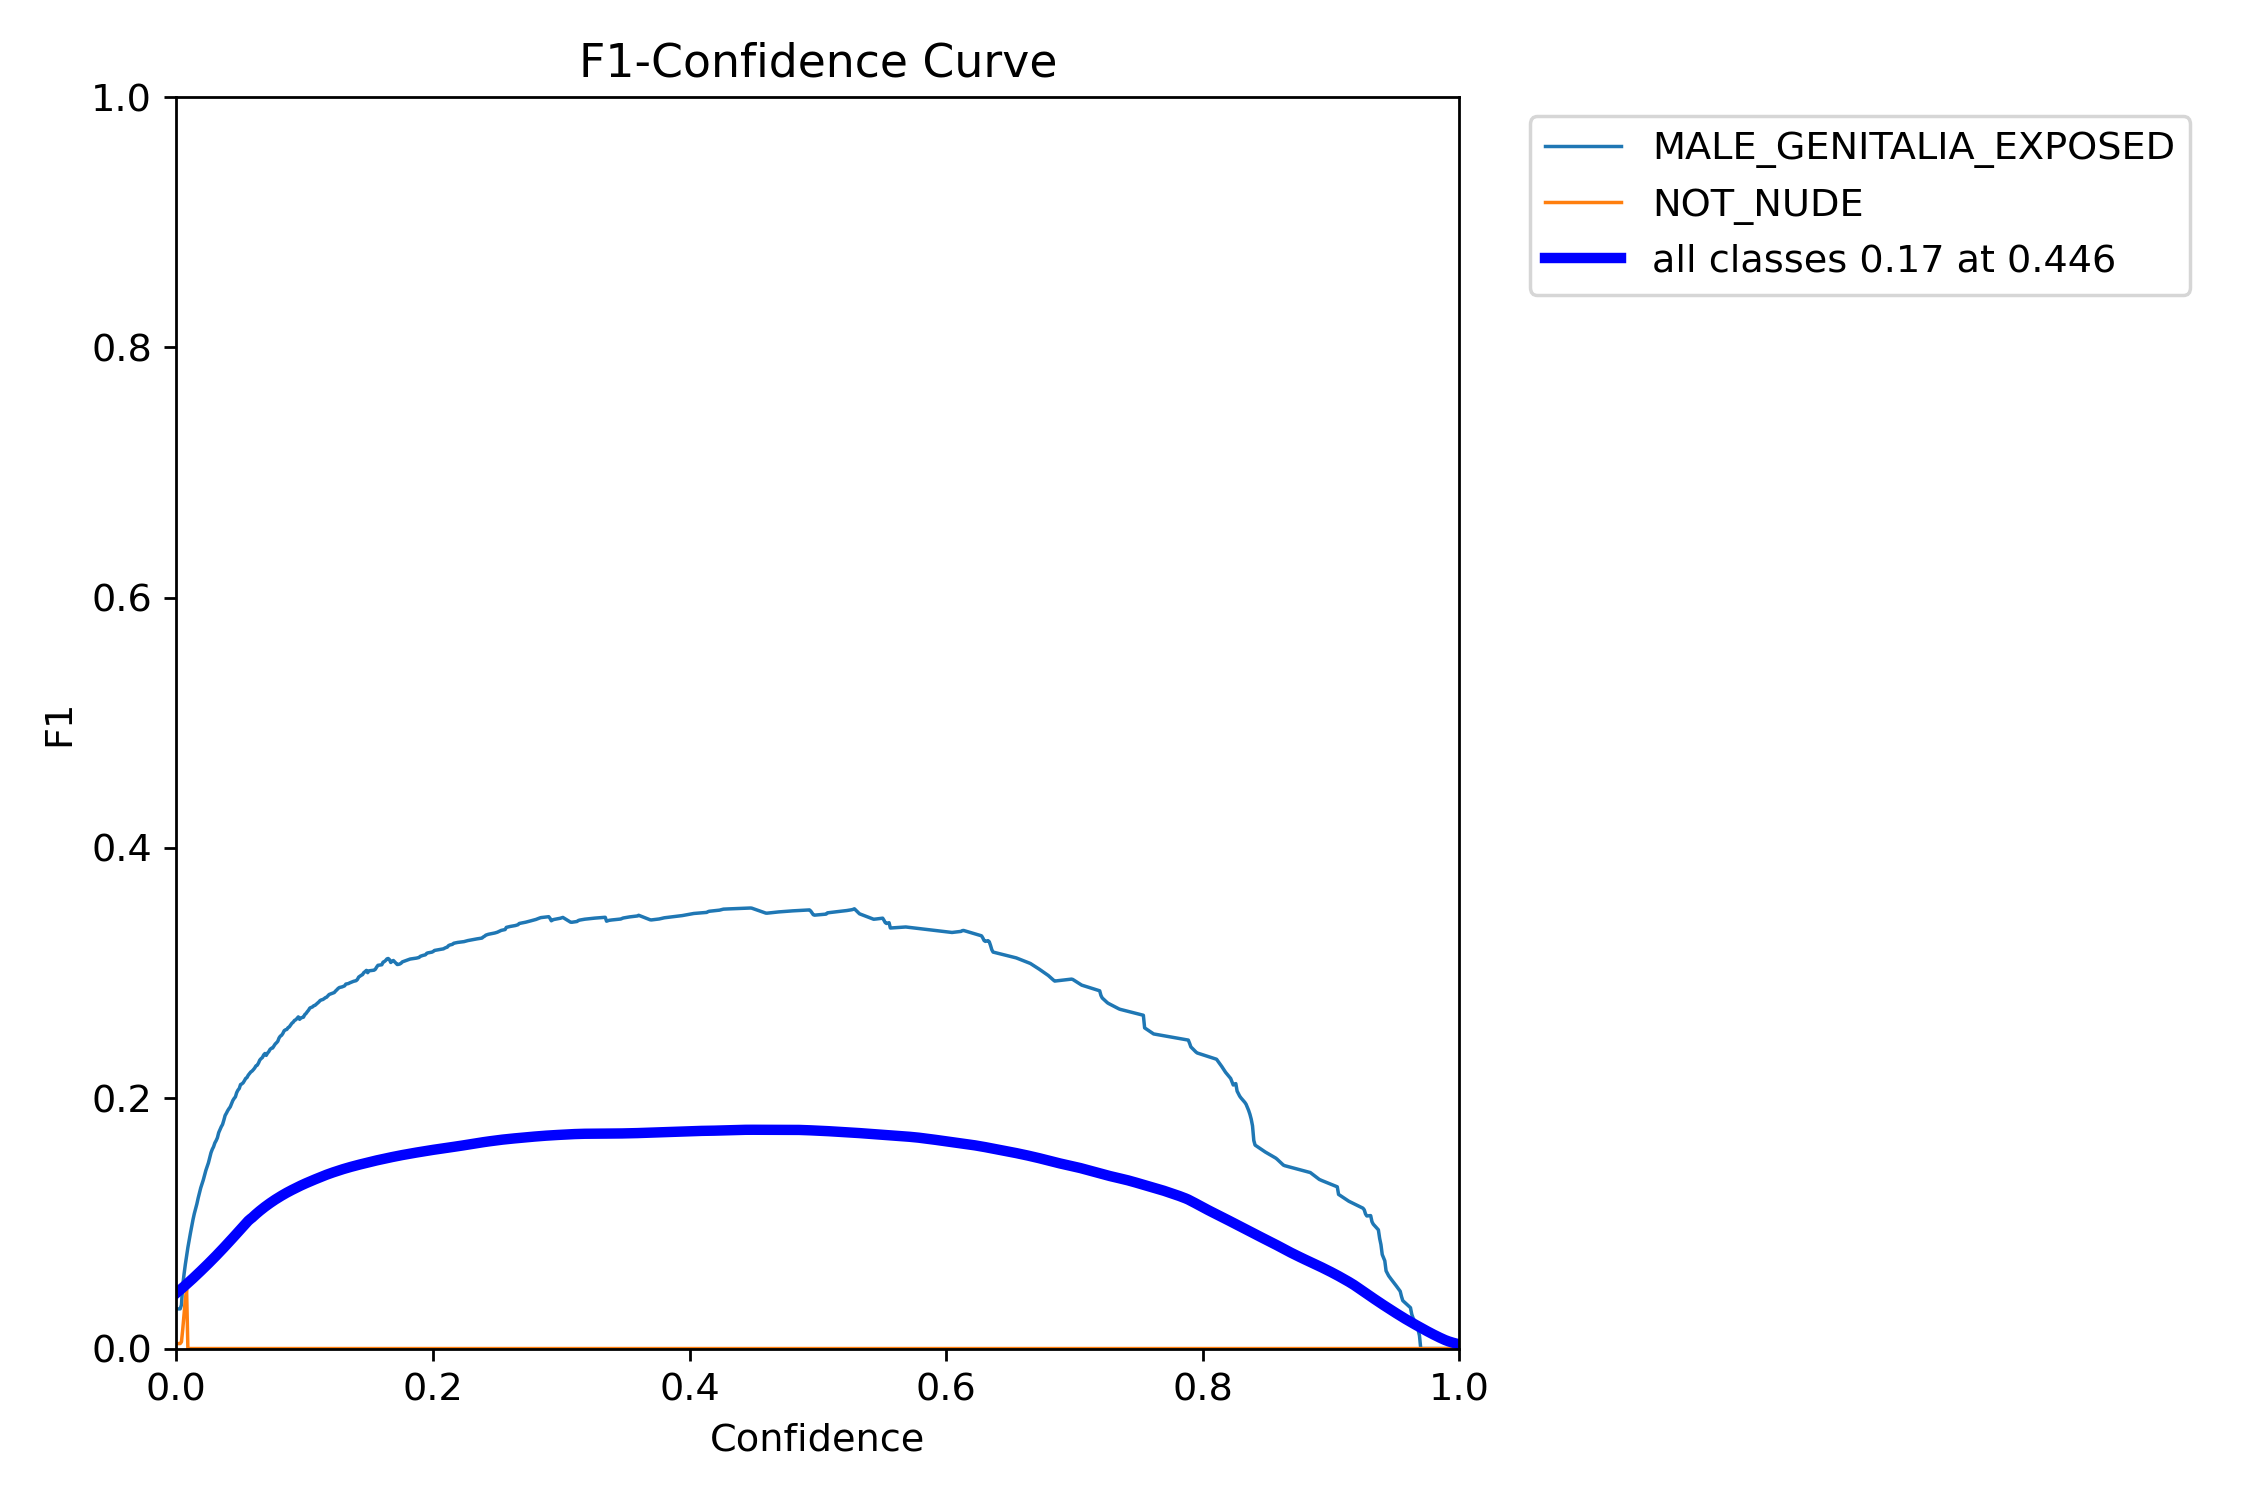 F1-Confidence Curve
1.0
0.8
0.6
0.4
0.2
0.0
F1
0.0 0.2 0.4 0.6 0.8 1.0
Confidence
MALE_GENITALIA_EXPOSED
NOT_NUDE
all classes 0.17 at 0.446